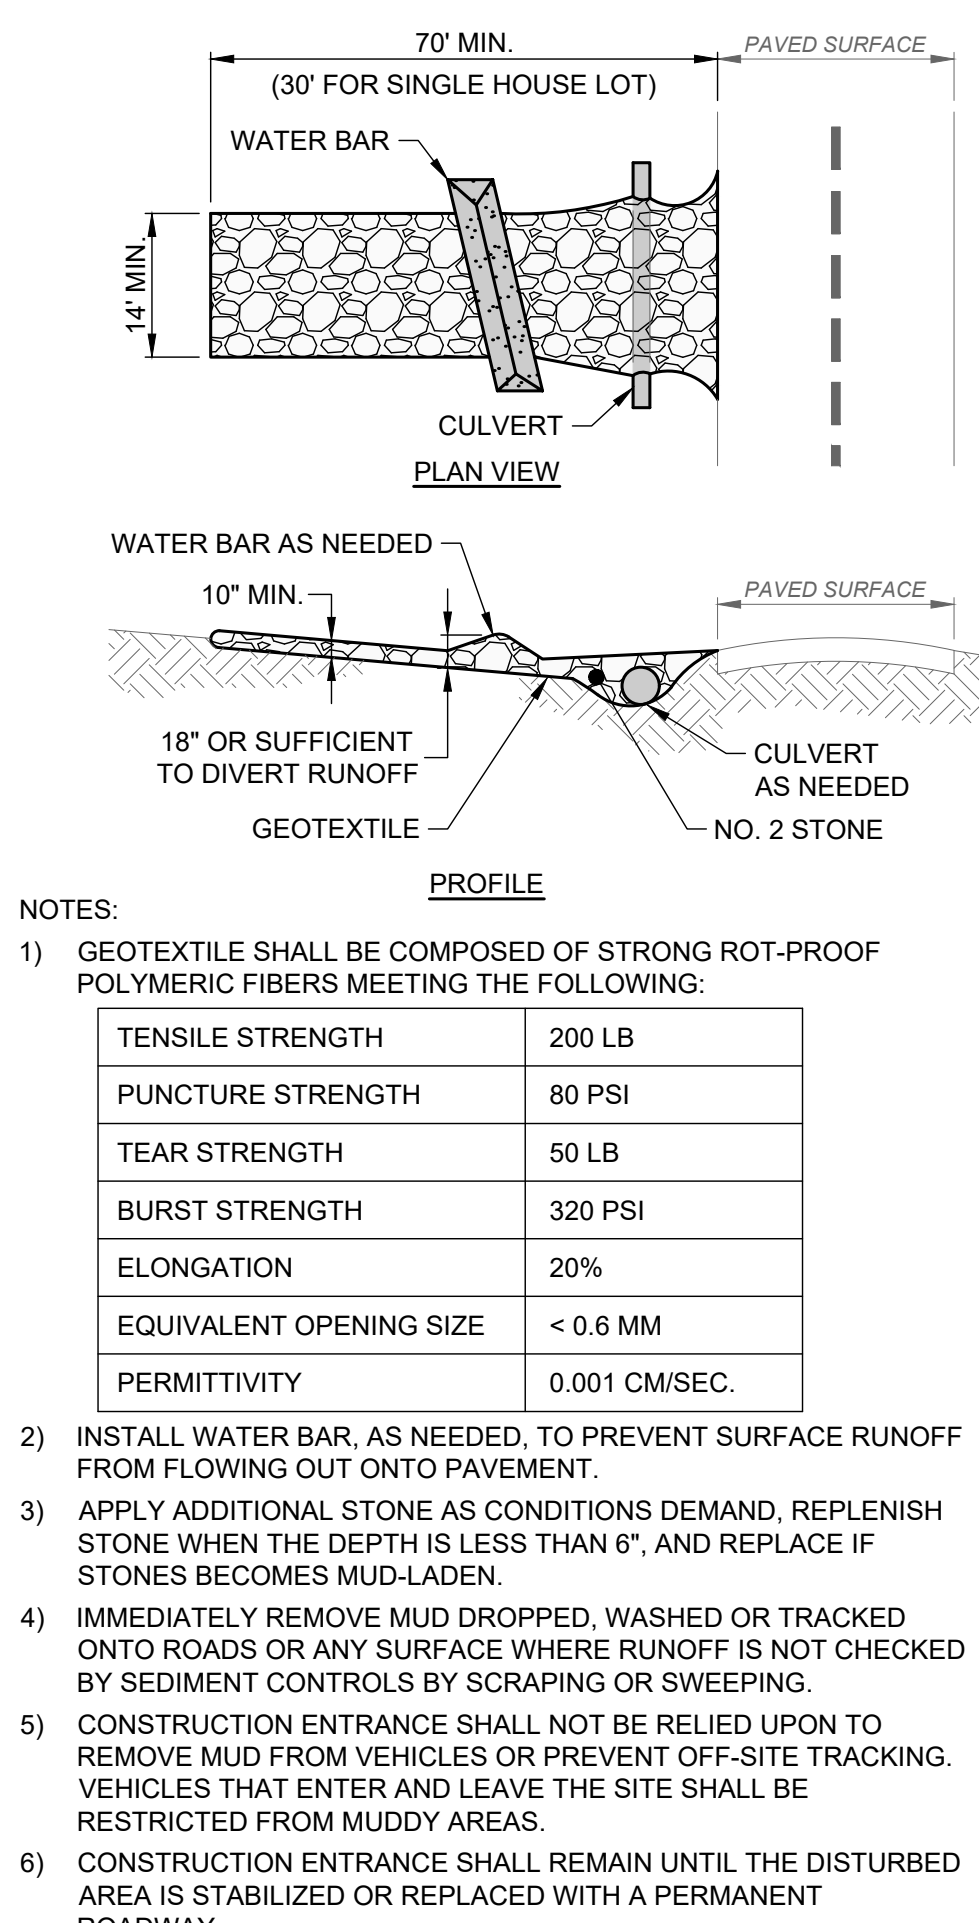 70' MIN.
PAVED SURFACE
(30' FOR SINGLE HOUSE LOT)
WATER BAR
14' MIN.
CULVERT
PLAN VIEW
WATER BAR AS NEEDED
10" MIN.
PAVED SURFACE
18" OR SUFFICIENT
TO DIVERT RUNOFF
CULVERT
AS NEEDED
GEOTEXTILE
NO. 2 STONE
PROFILE
NOTES:
1) GEOTEXTILE SHALL BE COMPOSED OF STRONG ROT-PROOF
POLYMERIC FIBERS MEETING THE FOLLOWING:
TENSILE STRENGTH 200 LB
PUNCTURE STRENGTH 80 PSI
TEAR STRENGTH 50 LB
BURST STRENGTH 320 PSI
ELONGATION 20%
EQUIVALENT OPENING SIZE < 0.6 MM
PERMITTIVITY 0.001 CM/SEC.
2) INSTALL WATER BAR, AS NEEDED, TO PREVENT SURFACE RUNOFF
FROM FLOWING OUT ONTO PAVEMENT.
3) APPLY ADDITIONAL STONE AS CONDITIONS DEMAND, REPLENISH
STONE WHEN THE DEPTH IS LESS THAN 6", AND REPLACE IF
STONES BECOMES MUD-LADEN.
4) IMMEDIATELY REMOVE MUD DROPPED, WASHED OR TRACKED
ONTO ROADS OR ANY SURFACE WHERE RUNOFF IS NOT CHECKED
BY SEDIMENT CONTROLS BY SCRAPING OR SWEEPING.
5) CONSTRUCTION ENTRANCE SHALL NOT BE RELIED UPON TO
REMOVE MUD FROM VEHICLES OR PREVENT OFF-SITE TRACKING.
VEHICLES THAT ENTER AND LEAVE THE SITE SHALL BE
RESTRICTED FROM MUDDY AREAS.
6) CONSTRUCTION ENTRANCE SHALL REMAIN UNTIL THE DISTURBED
AREA IS STABILIZED OR REPLACED WITH A PERMANENT